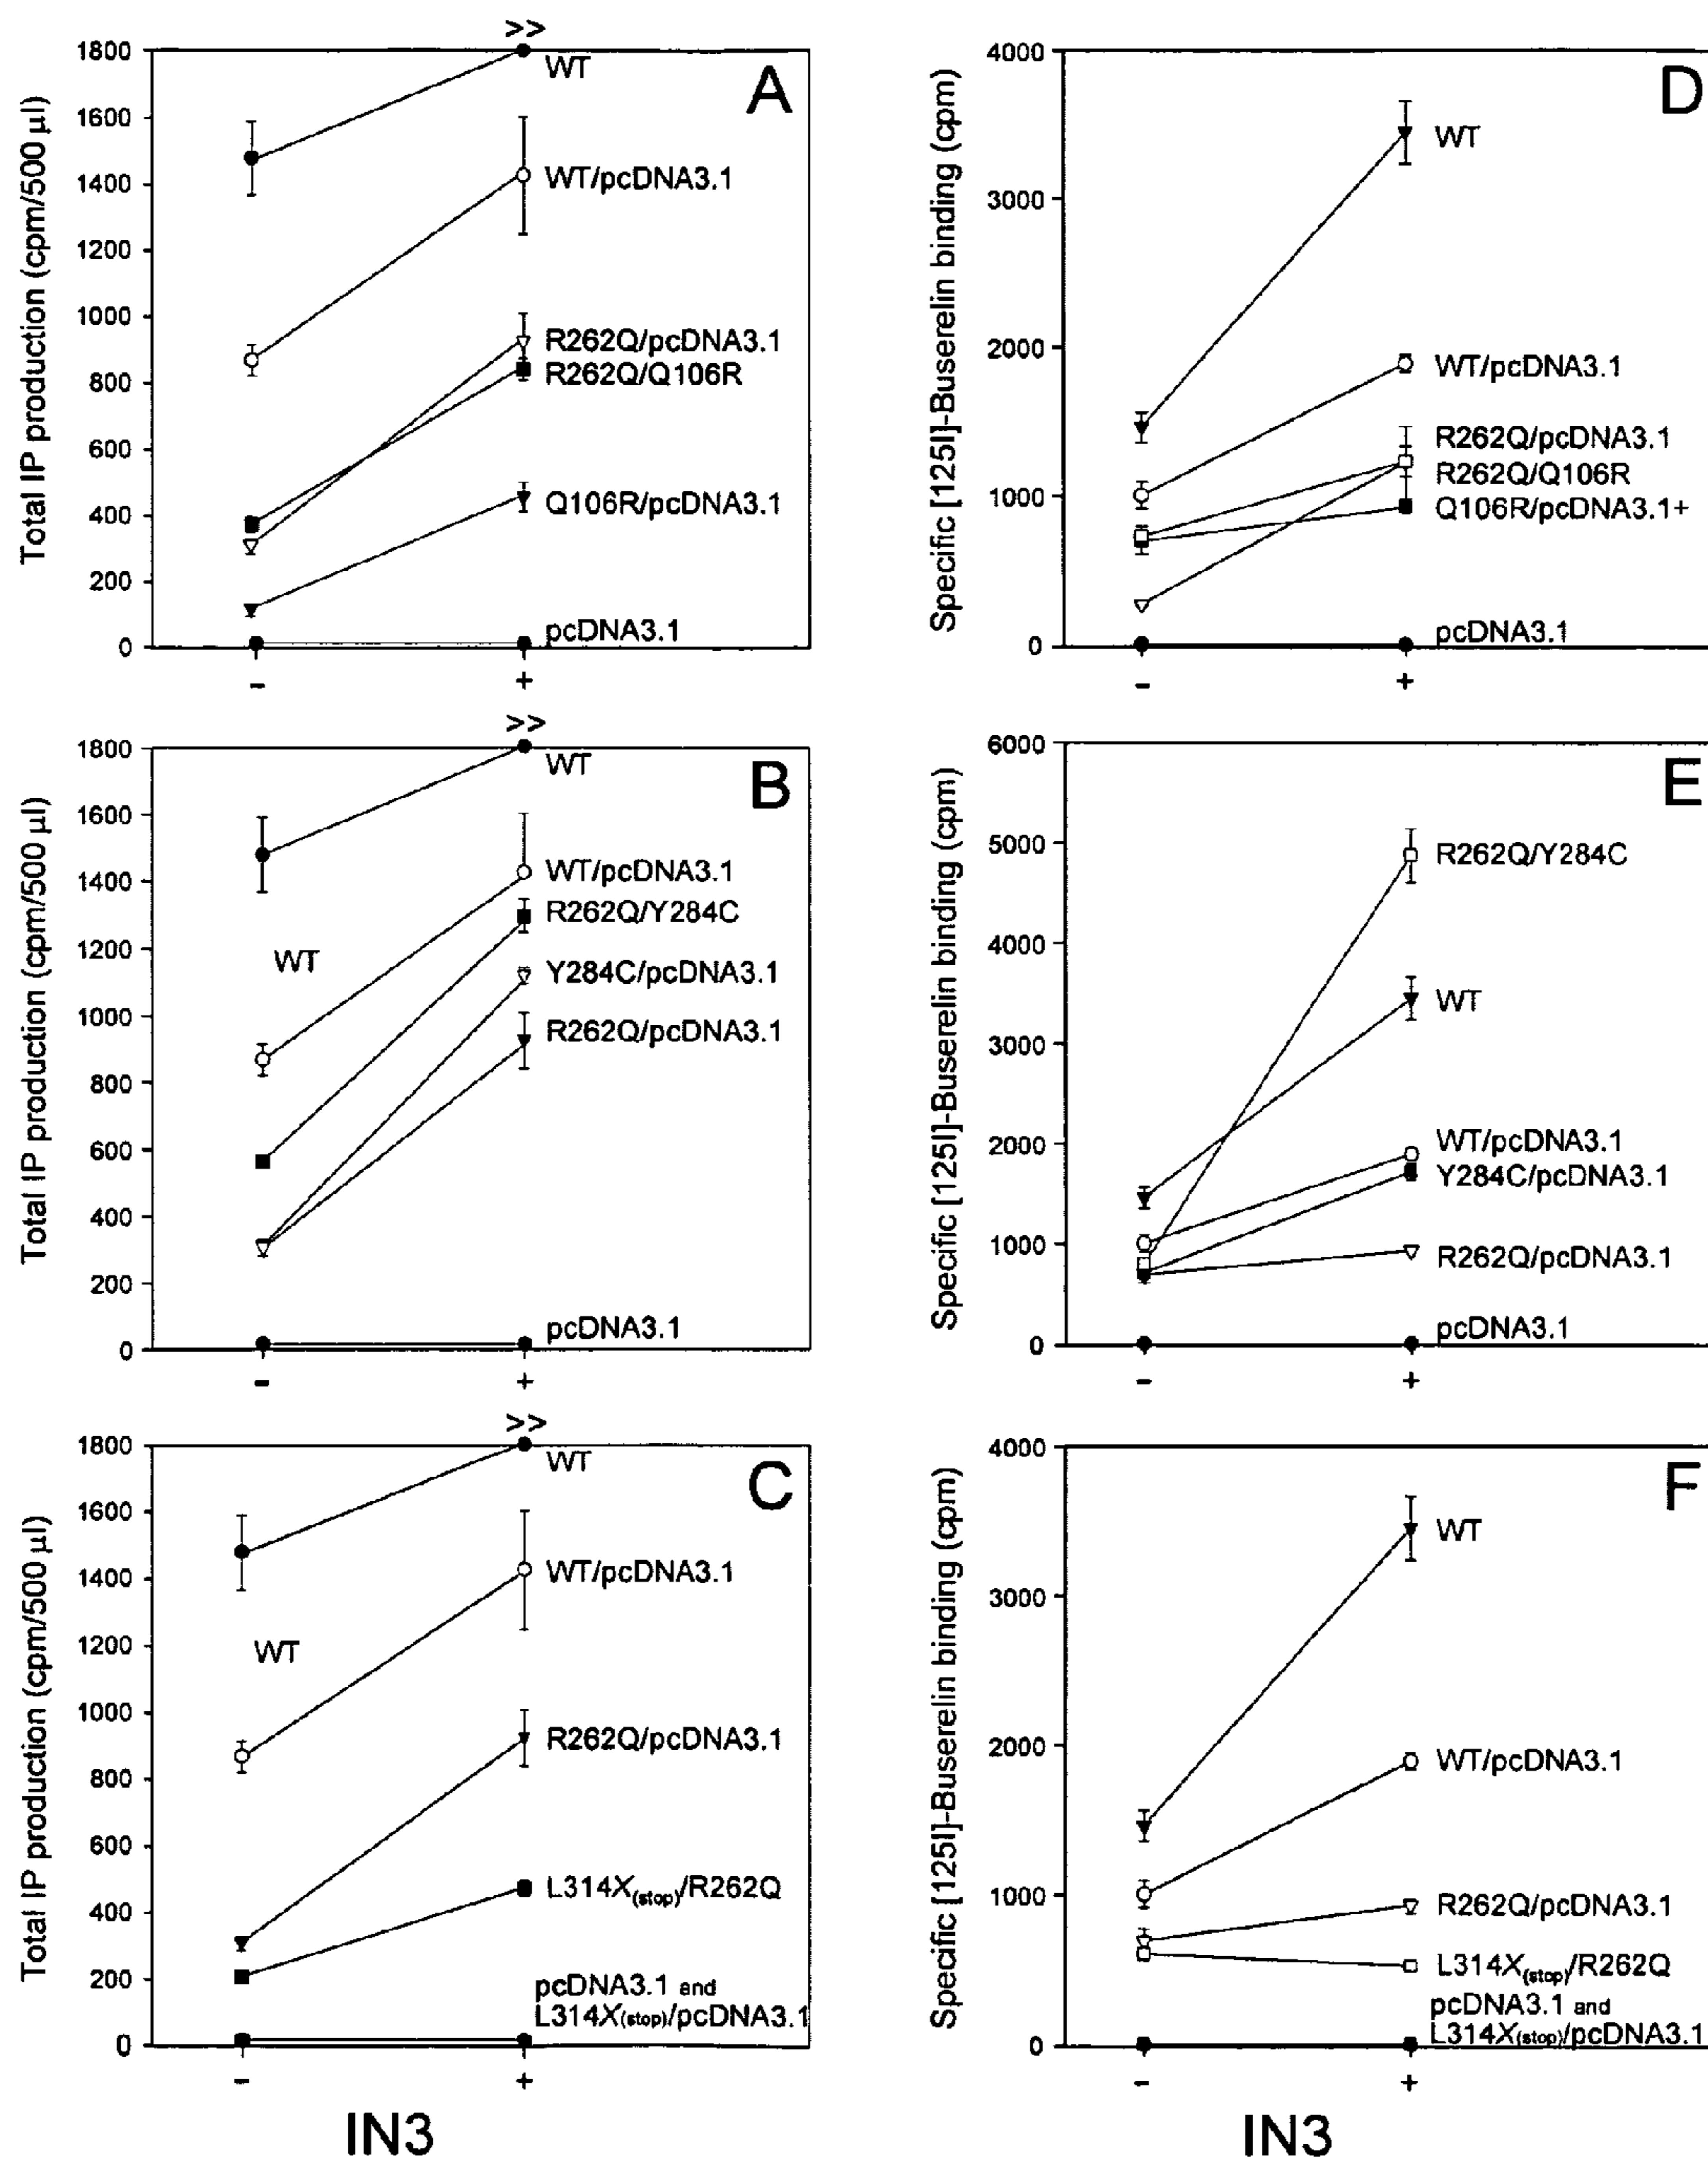 >>
A
Total IP production (cpm/500 µl)
1800
1600
1400
1200
1000
800
600
400
200
0
WT
WT/pcDNA3.1
R262Q/pcDNA3.1
R262Q/Q106R
Q106R/pcDNA3.1
pcDNA3.1
- +
D
Specific [125I]-Buserelin binding (cpm)
4000
3000
2000
1000
0
WT
WT/pcDNA3.1
R262Q/pcDNA3.1
R262Q/Q106R
Q106R/pcDNA3.1+
pcDNA3.1
- +
>>
B
Total IP production (cpm/500 µl)
1800
1600
1400
1200
1000
800
600
400
200
0
WT
WT/pcDNA3.1
R262Q/Y284C
WT
Y284C/pcDNA3.1
R262Q/pcDNA3.1
pcDNA3.1
- +
E
Specific [125I]-Buserelin binding (cpm)
6000
5000
4000
3000
2000
1000
0
R262Q/Y284C
WT
WT/pcDNA3.1
Y284C/pcDNA3.1
R262Q/pcDNA3.1
pcDNA3.1
- +
>>
C
Total IP production (cpm/500 µl)
1800
1600
1400
1200
1000
800
600
400
200
0
WT
WT/pcDNA3.1
WT
R262Q/pcDNA3.1
L314X(stop)/R262Q
pcDNA3.1 and
L314X(stop)/pcDNA3.1
- +
IN3
F
Specific [125I]-Buserelin binding (cpm)
4000
3000
2000
1000
0
WT
WT/pcDNA3.1
R262Q/pcDNA3.1
L314X(stop)/R262Q
pcDNA3.1 and
L314X(stop)/pcDNA3.1
- +
IN3